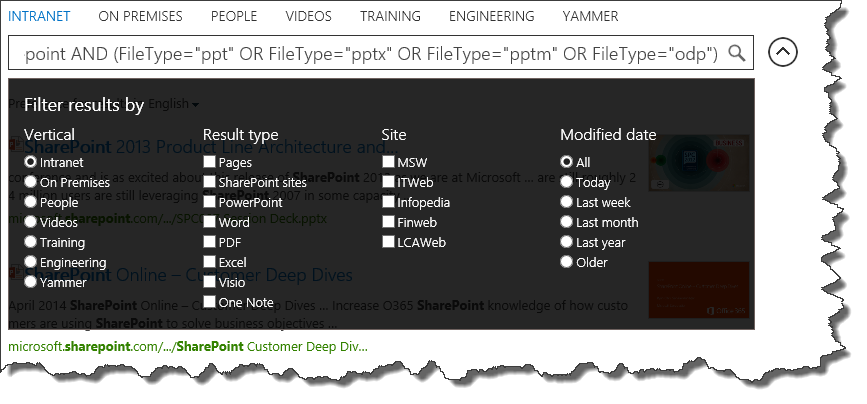 INTRANET ON PREMISES PEOPLE VIDEOS TRAINING ENGINEERING YAMMER
point AND (FileType="ppt" OR FileType="pptx" OR FileType="pptm" OR FileType="odp")
English
Filter results by
Vertical Result type Site Modified date
SharePoint 2013 Product Line Architecture and...
Intranet Pages MSW All
On Premises SharePoint sites ITWeb Today
People PowerPoint Infopedia Last week
Videos Word Finweb Last month
Training PDF LCAWeb Last year
Engineering Excel Older
Yammer Visio
One Note
SharePoint Online – Customer Deep Dives
April 2014 SharePoint Online – Customer Deep Dives ... Increase O365 SharePoint knowledge of how custo
mers are using SharePoint to solve business objectives ...
microsoft.sharepoint.com/.../SharePoint Customer Deep Div...